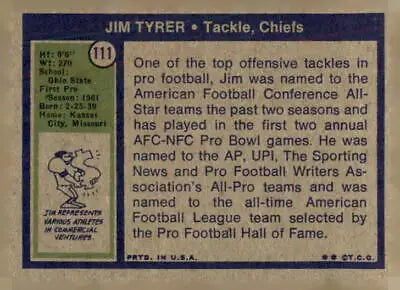 JIM TYRER • Tackle, Chiefs
111
Ht: 6'6"
Wt: 270
School:
Ohio State
First Pro
Season: 1961
Born: 2-25-39
Home: Kansas
City, Missouri
JIM REPRESENTS
VARIOUS ATHLETES
IN COMMERCIAL
VENTURES.
One of the top offensive tackles in
pro football, Jim was named to the
American Football Conference All-
Star teams the past two seasons and
has played in the first two annual
AFC-NFC Pro Bowl games. He was
named to the AP, UPI, The Sporting
News and Pro Football Writers As-
sociation's All-Pro teams and was
named to the all-time American
Football League team selected by
the Pro Football Hall of Fame.
PRTD. IN U.S.A.
* * ©T.C.G.